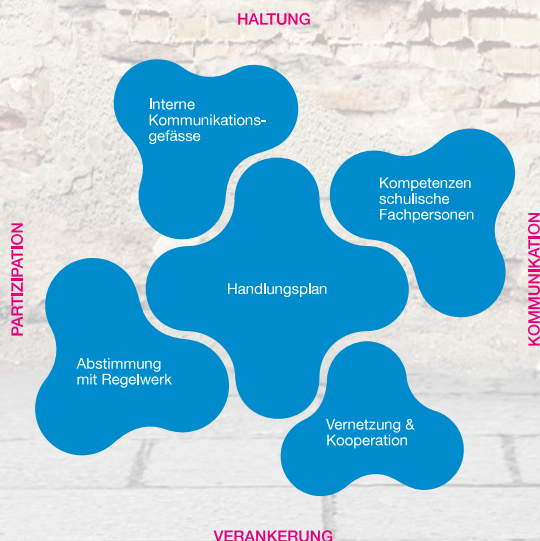 HALTUNG
Interne
Kommunikations-
gefässe
Kompetenzen
schulische
Fachpersonen
PARTIZIPATION
KOMMUNIKATION
Handlungsplan
Abstimmung
mit Regelwerk
Vernetzung &
Kooperation
VERANKERUNG